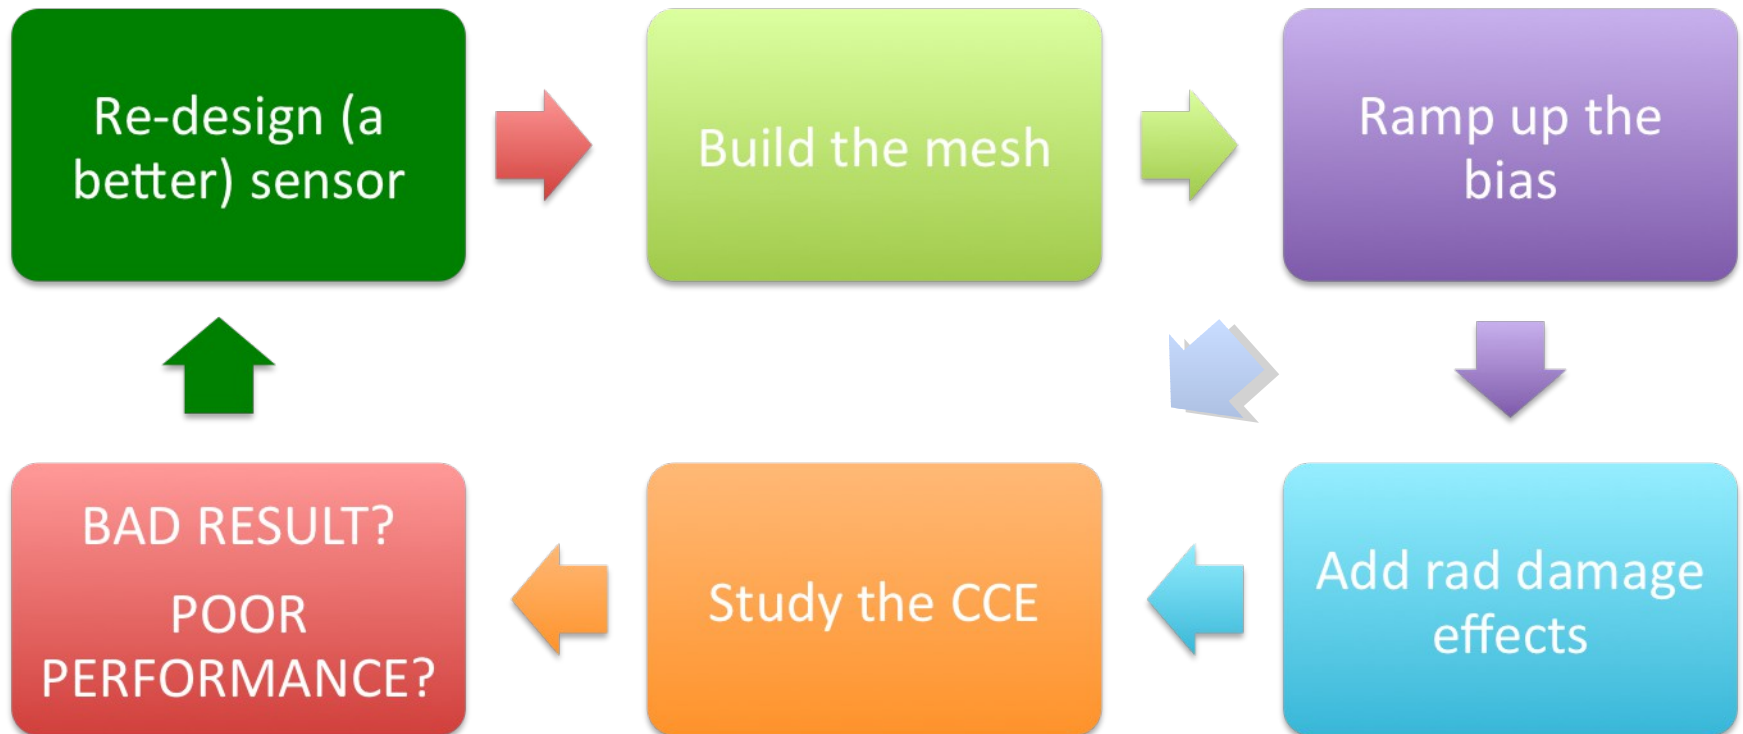 Re-design (a
better) sensor
Build the mesh
Ramp up the
bias
BAD RESULT?
POOR
PERFORMANCE?
Study the CCE
Add rad damage
effects